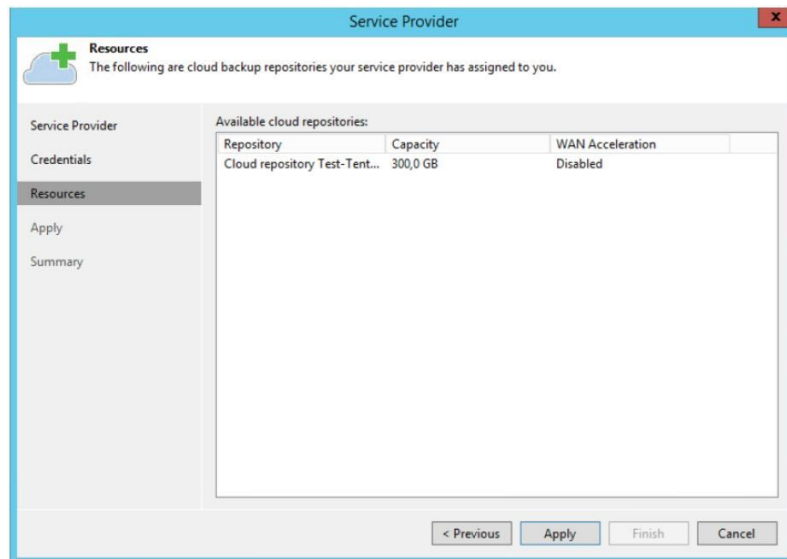 Service Provider
x
Resources
The following are cloud backup repositories your service provider has assigned to you.
Service Provider
Credentials
Resources
Apply
Summary
Available cloud repositories:
Repository Capacity WAN Acceleration
Cloud repository Test-Tent... 300,0 GB Disabled
< Previous Apply Finish Cancel